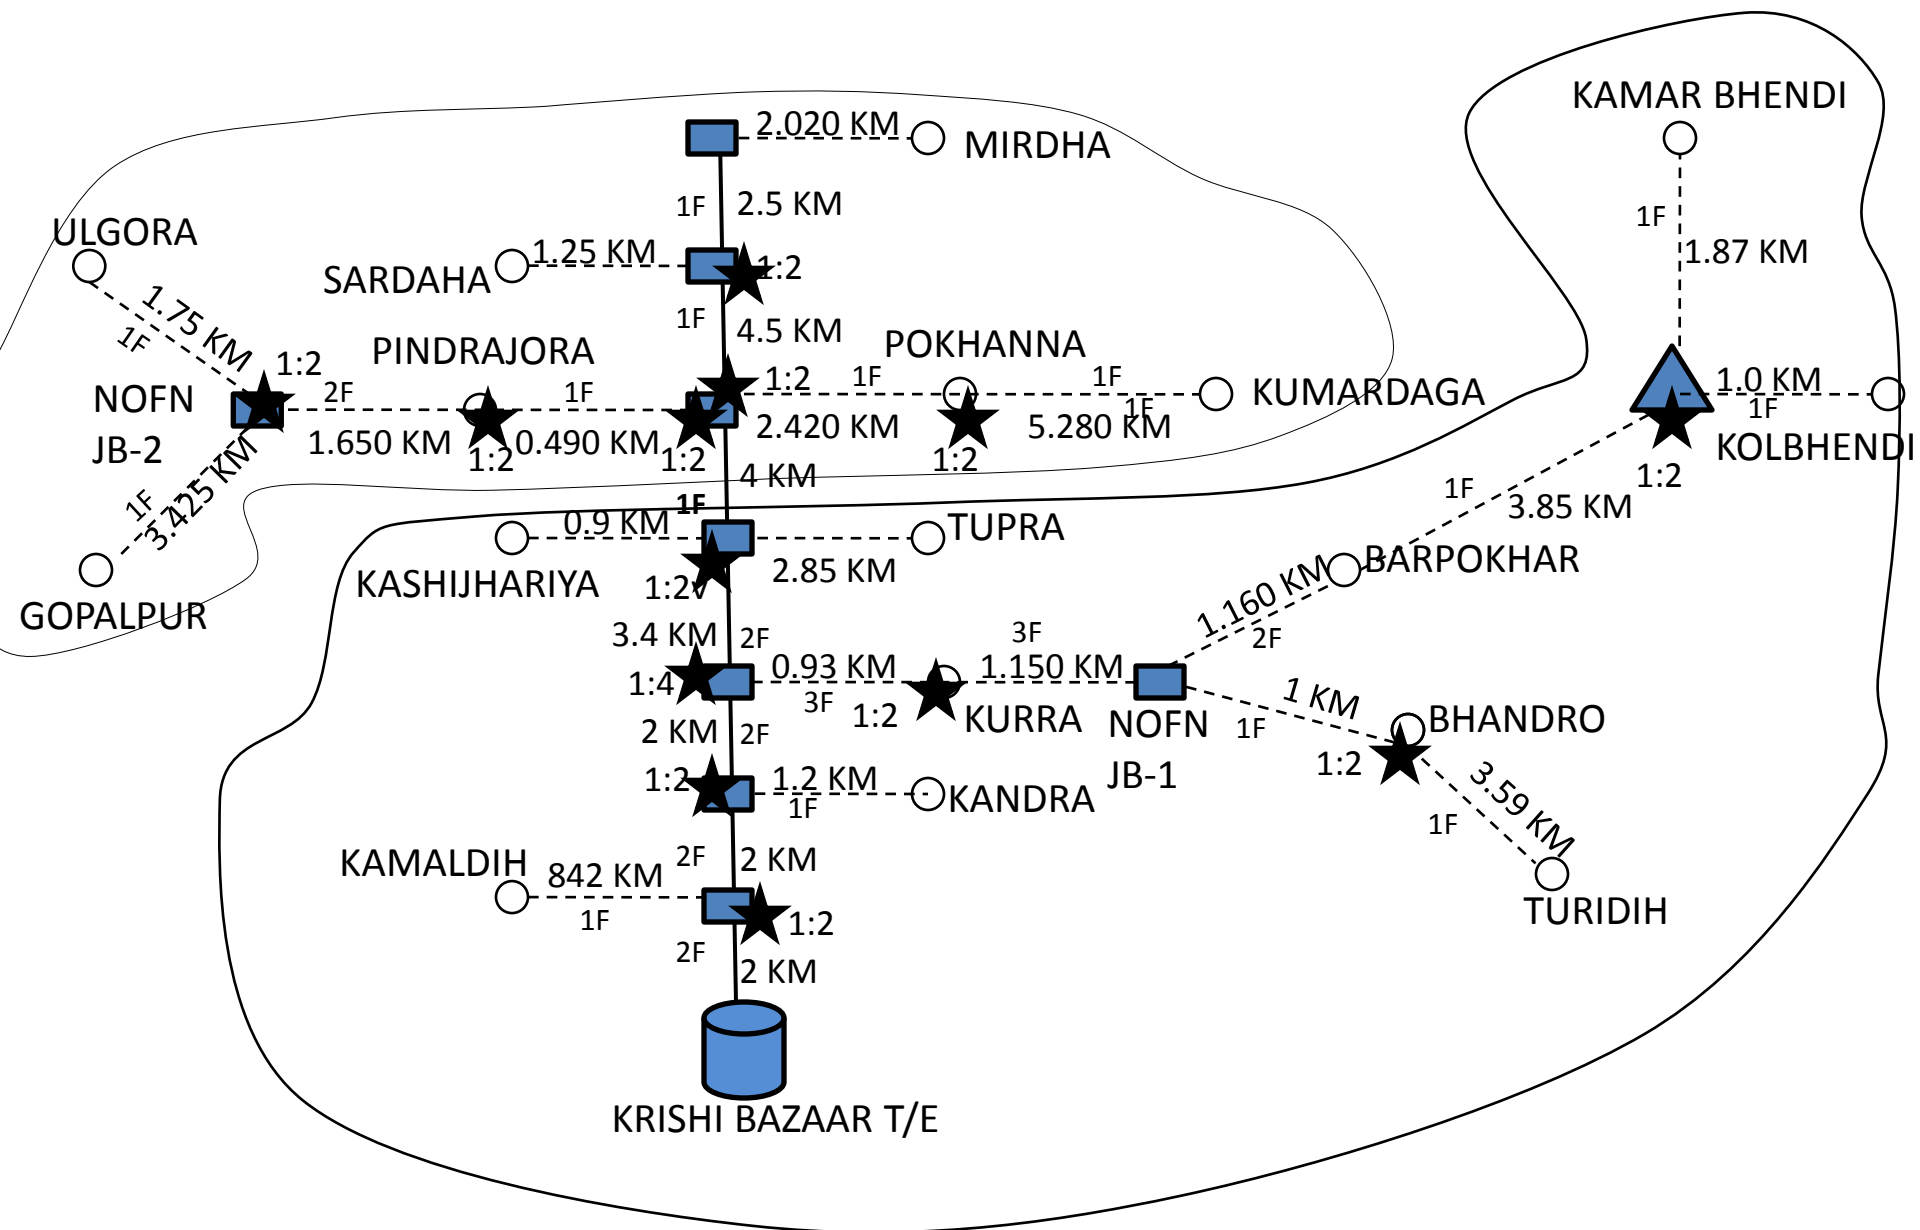 KAMAR BHENDI
2.020 KM
MIRDHA
1F
2.5 KM
1F
ULGORA
1.25 KM
SARDAHA
1:2
1.87 KM
1.75 KM
1F
1F
4.5 KM
PINDRAJORA
POKHANNA
1:2
1:2
1F
1F
1.0 KM
NOFN
JB-2
2F
1F
KUMARDAGA
1F
1F
1.650 KM
0.490 KM
2.420 KM
5.280 KM
KOLBHENDI
1:2
1:2
1:2
1:2
4 KM
1F
3.425 KM
1F
1F
3.85 KM
0.9 KM
TUPRA
KASHIJHARIYA
1:2v
2.85 KM
BARPOKHAR
1.160 KM
GOPALPUR
3.4 KM
2F
3F
2F
0.93 KM
1.150 KM
1:4
3F
1:2
KURRA
NOFN
JB-1
1 KM
1F
BHANDRO
2 KM
2F
1:2
1:2
1.2 KM
1F
KANDRA
3.59 KM
1F
KAMALDIH
842 KM
1F
2F
2 KM
1:2
TURIDIH
2F
2 KM
KRISHI BAZAAR T/E